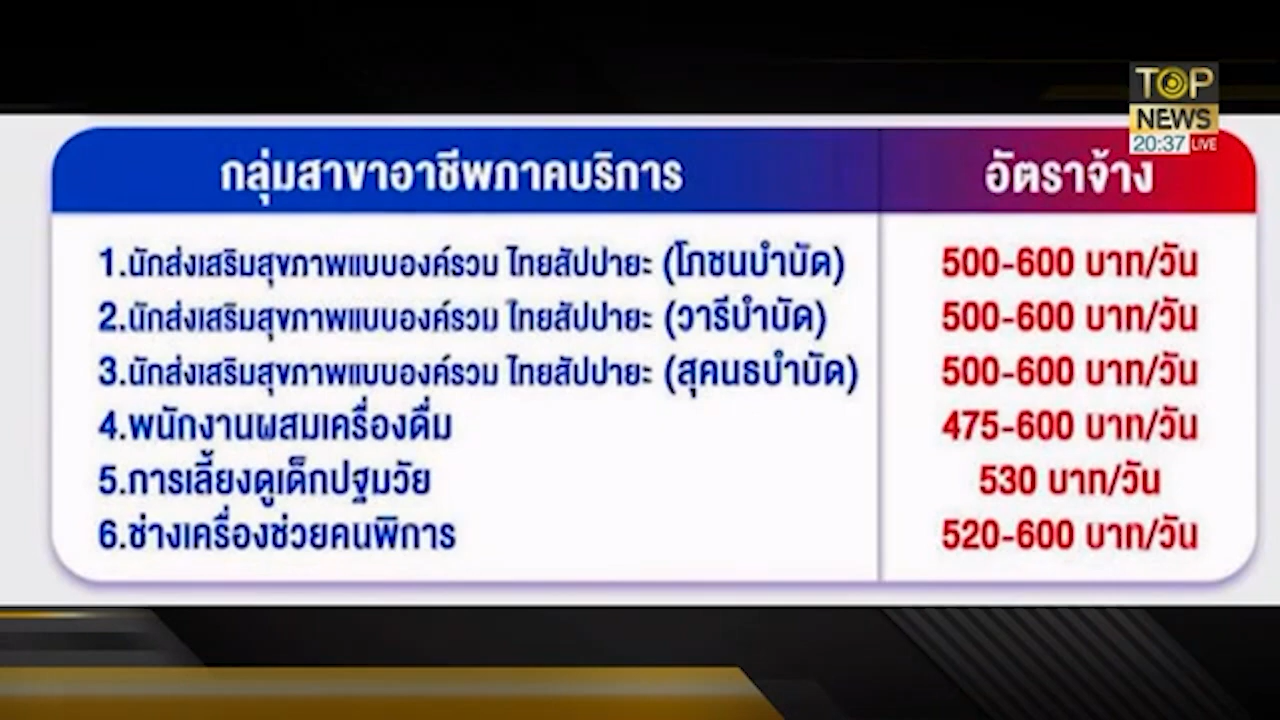 TOP
NEWS
20:37 LIVE
กลุ่มสาขาอาชีพภาคบริการ อัตราจ้าง
1.นักส่งเสริมสุขภาพแบบองค์รวม ไทยสัปปายะ (โภชนบำบัด) 500-600 บาท/วัน
2.นักส่งเสริมสุขภาพแบบองค์รวม ไทยสัปปายะ (วารีบำบัด) 500-600 บาท/วัน
3.นักส่งเสริมสุขภาพแบบองค์รวม ไทยสัปปายะ (สุคนธบำบัด) 500-600 บาท/วัน
4.พนักงานผสมเครื่องดื่ม 475-600 บาท/วัน
5.การเลี้ยงดูเด็กปฐมวัย 530 บาท/วัน
6.ช่างเครื่องช่วยคนพิการ 520-600 บาท/วัน